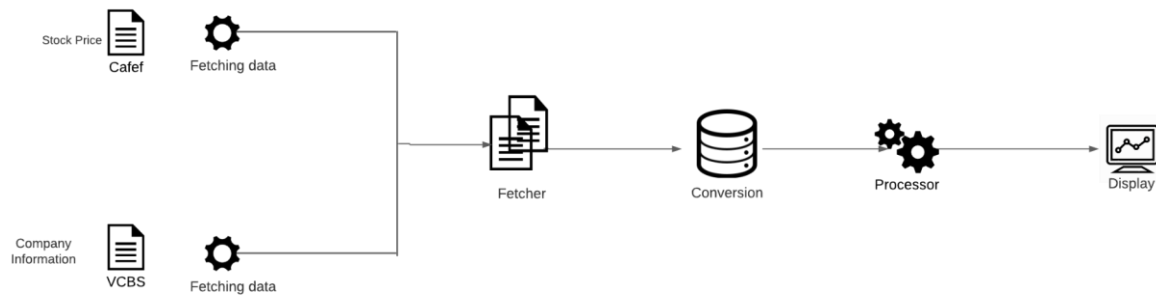 Stock Price
Cafef
Fetching data
Fetcher
Conversion
Processor
Display
Company
Information
VCBS
Fetching data